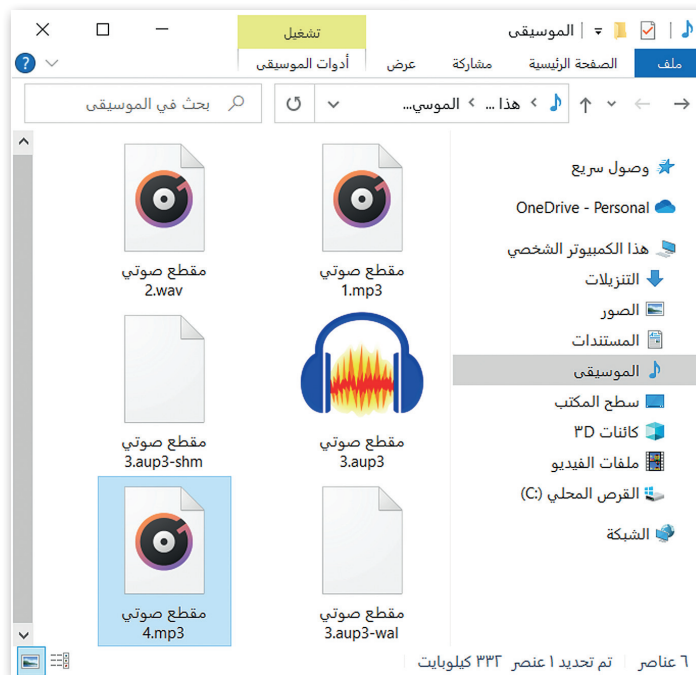 الموسيقى
تشغيل
ملف
الصفحة الرئيسية
مشاركة
عرض
أدوات الموسيقى
هذا ...
الموسي...
بحث في الموسيقى
وصول سريع
OneDrive - Personal
هذا الكمبيوتر الشخصي
التنزيلات
الصور
المستندات
الموسيقى
سطح المكتب
كائنات ٣D
ملفات الفيديو
القرص المحلي (C:)
الشبكة
مقطع صوتي
1.mp3
مقطع صوتي
2.wav
مقطع صوتي
3.aup3
مقطع صوتي
3.aup3-shm
مقطع صوتي
3.aup3-wal
مقطع صوتي
4.mp3
٦ عناصر
تم تحديد ١ عنصر ٣٣٢ كيلوبايت